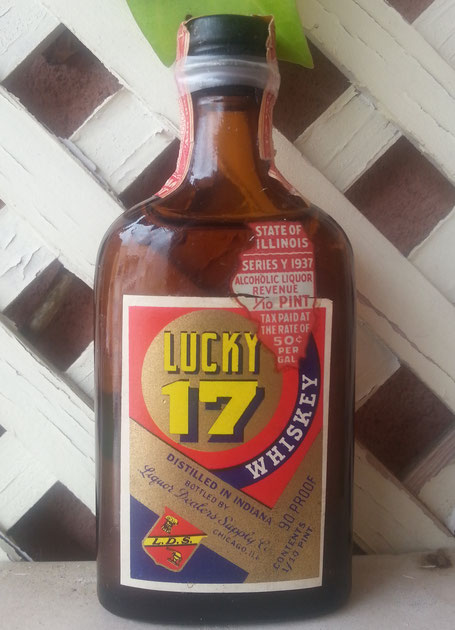 STATE OF
ILLINOIS
SERIES Y 1937
ALCOHOLIC LIQUOR
REVENUE
1/10 PINT
TAX PAID AT
THE RATE OF
50¢
PER
GAL
LUCKY
17
WHISKEY
DISTILLED IN INDIANA
BOTTLED BY
Liquor Dealers Supply Co.
CHICAGO, ILL.
90 PROOF
CONTENTS
1/10 PINT
L.D.S.